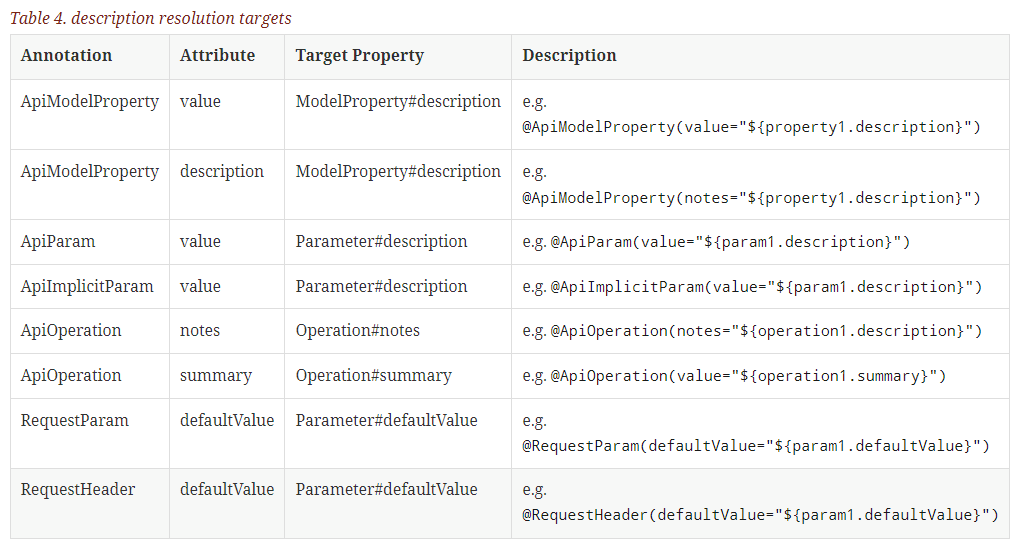 Table 4. description resolution targets
Annotation Attribute Target Property Description
ApiModelProperty value ModelProperty#description e.g.
@ApiModelProperty(value="${property1.description}")
ApiModelProperty description ModelProperty#description e.g.
@ApiModelProperty(notes="${property1.description}")
ApiParam value Parameter#description e.g. @ApiParam(value="${param1.description}")
ApiImplicitParam value Parameter#description e.g. @ApiImplicitParam(value="${param1.description}")
ApiOperation notes Operation#notes e.g. @ApiOperation(notes="${operation1.description}")
ApiOperation summary Operation#summary e.g. @ApiOperation(value="${operation1.summary}")
RequestParam defaultValue Parameter#defaultValue e.g.
@RequestParam(defaultValue="${param1.defaultValue}")
RequestHeader defaultValue Parameter#defaultValue e.g.
@RequestHeader(defaultValue="${param1.defaultValue}")